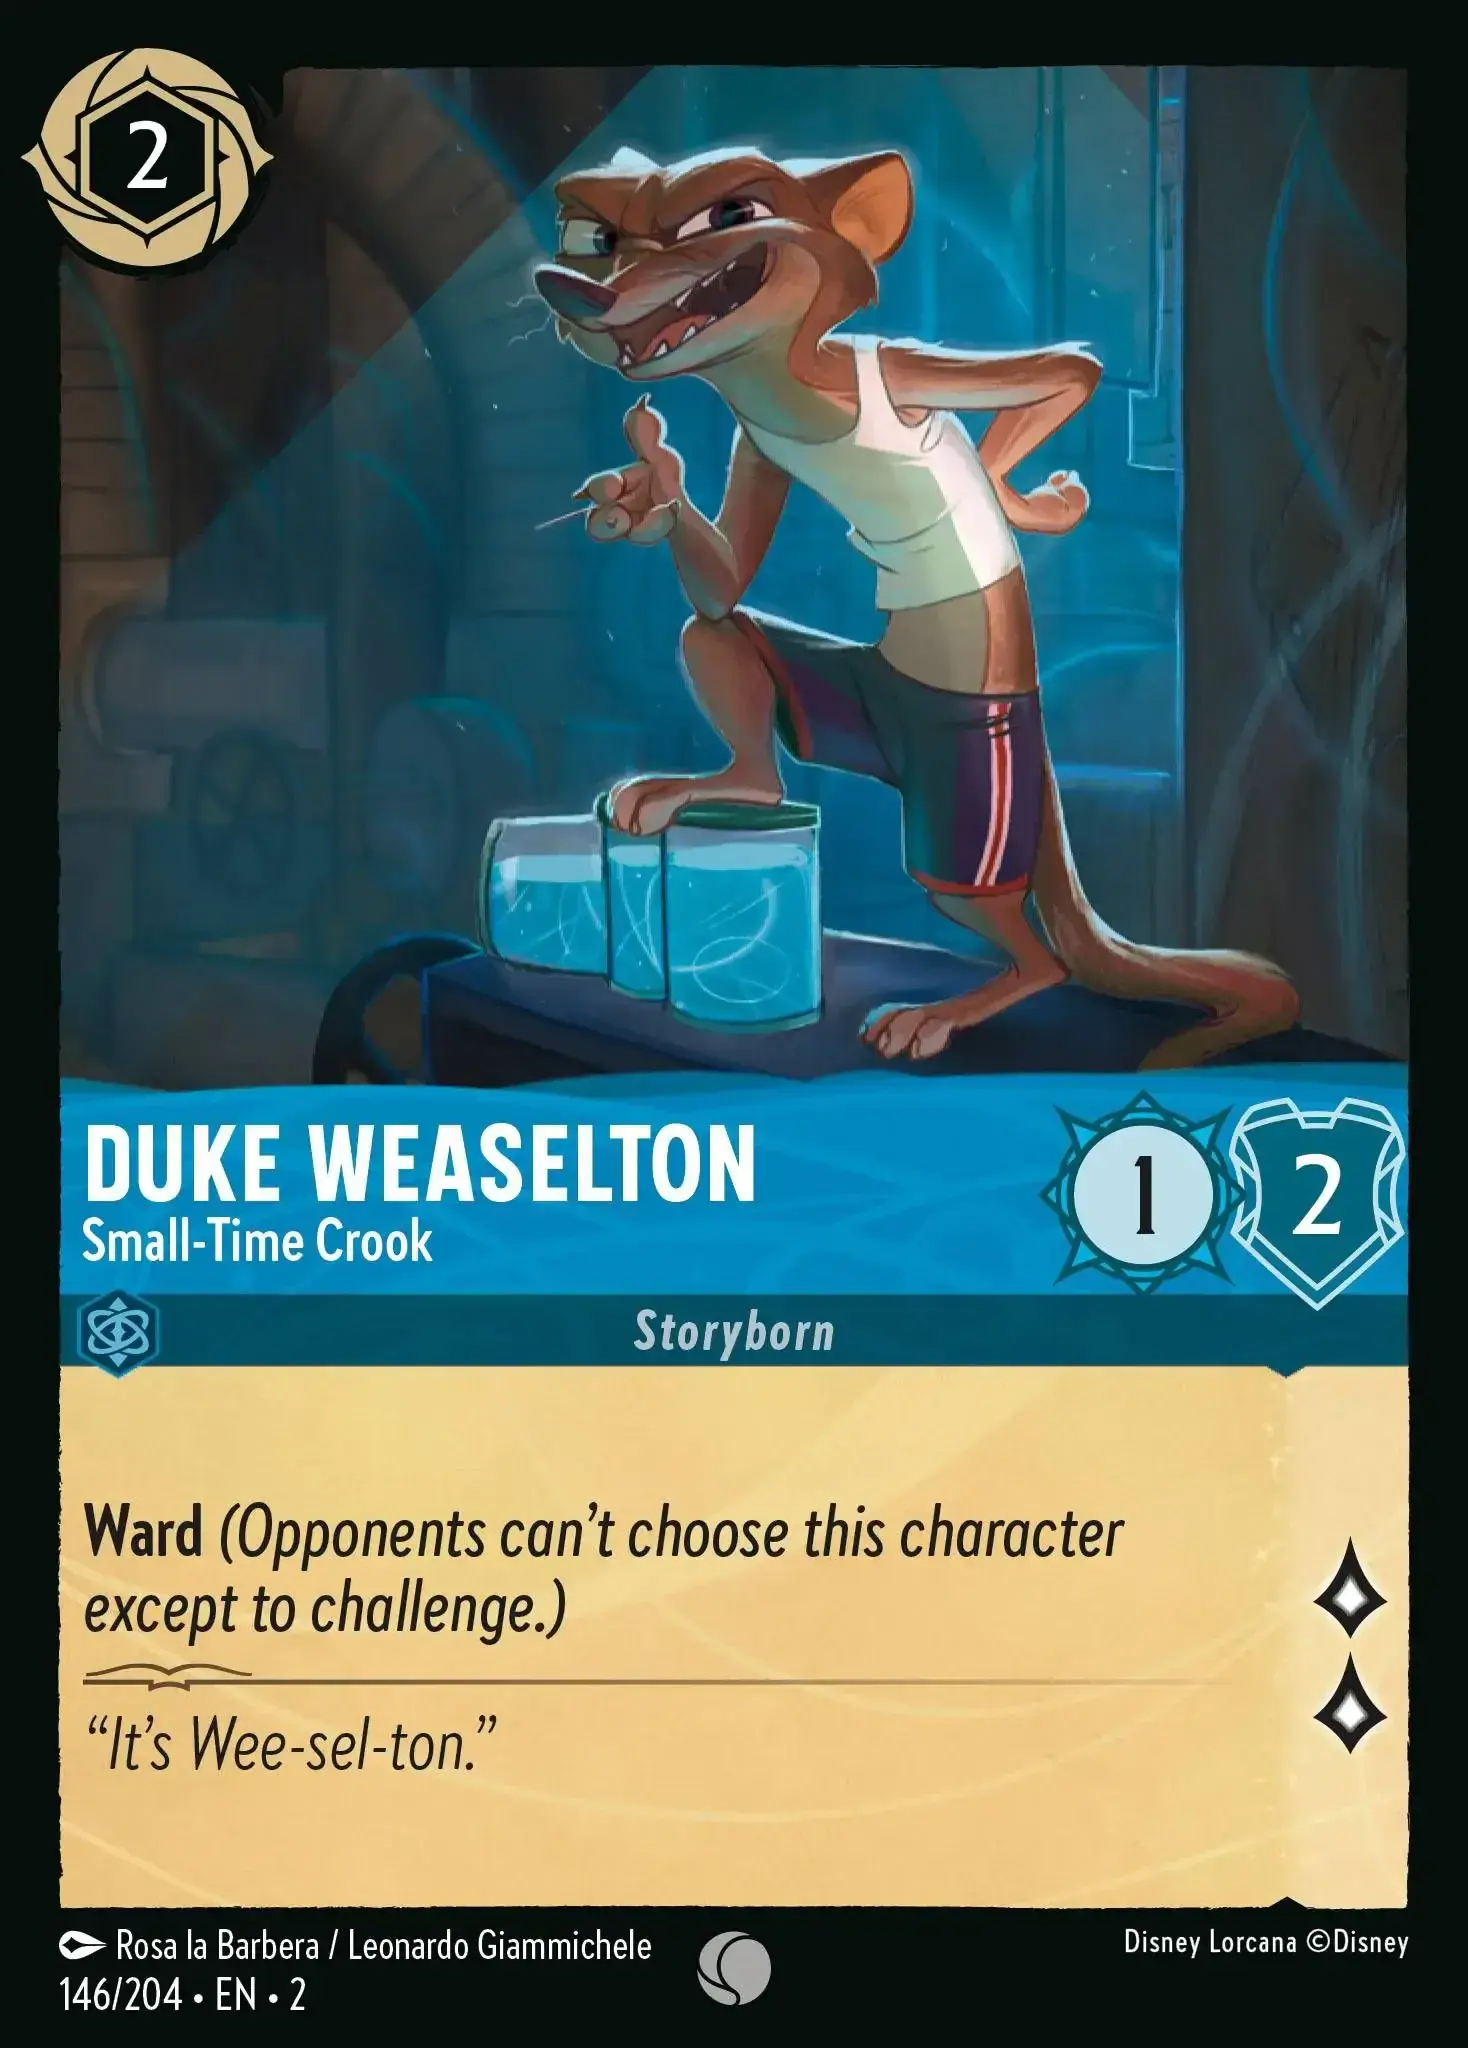 2
DUKE WEASELTON
Small-Time Crook
1
2
Storyborn
Ward (Opponents can't choose this character
except to challenge.)
“It's Wee-sel-ton.”
Rosa la Barbera / Leonardo Giammichele
Disney Lorcana ©Disney
146/204 • EN • 2